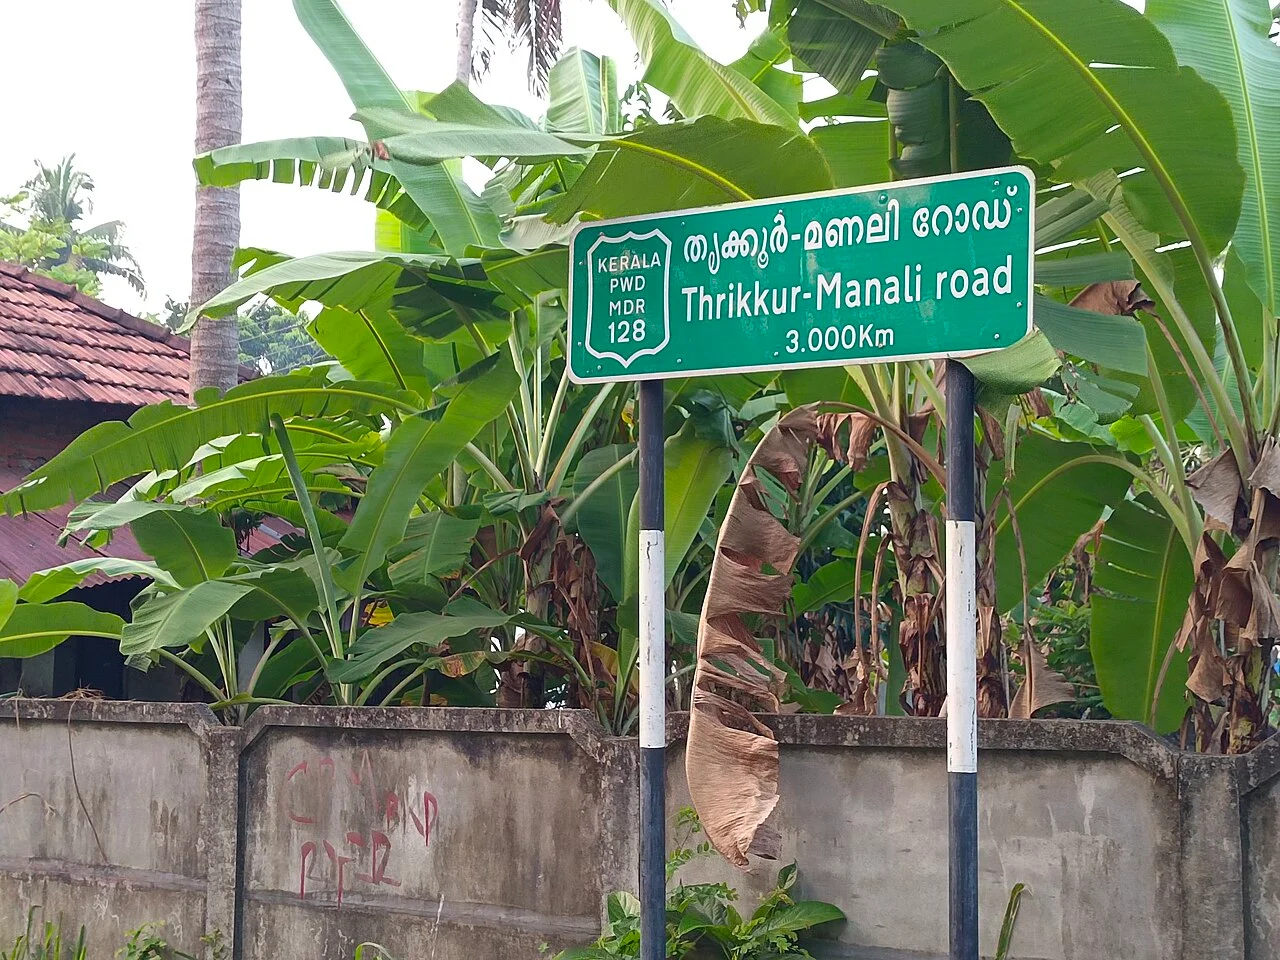 KERALA
PWD
MDR
128
തൃക്കൂർ-മണലി റോഡ്
Thrikkur-Manali road
3.000Km